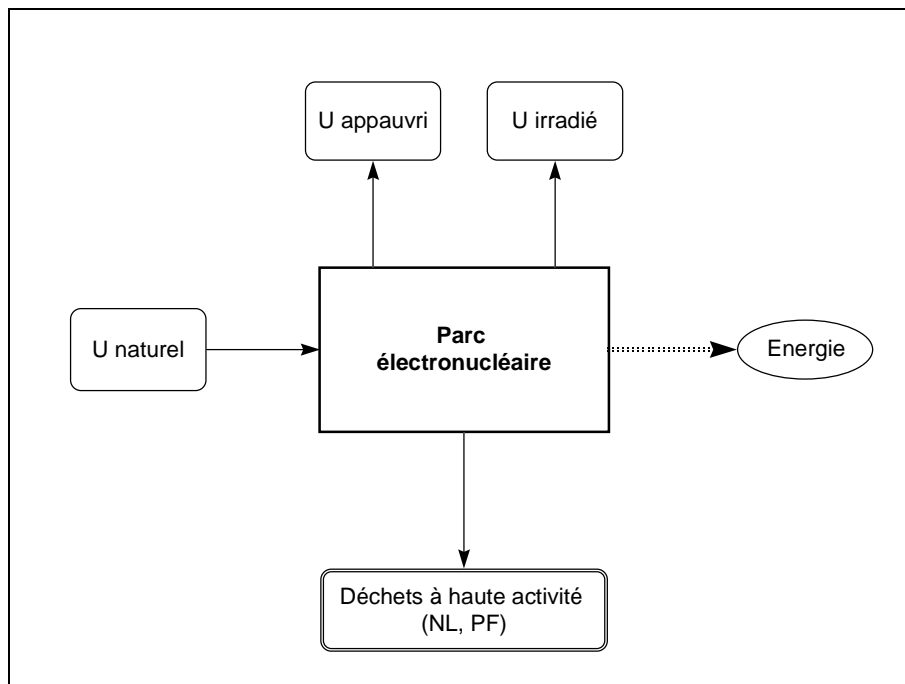 U appauvri
U irradié
U naturel
Parc
électronucléaire
Energie
Déchets à haute activité
(NL, PF)